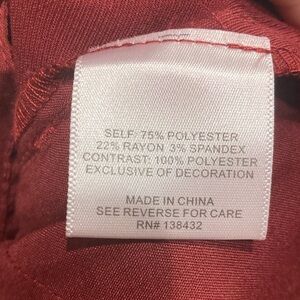 SELF: 75% POLYESTER
22% RAYON 3% SPANDEX
CONTRAST: 100% POLYESTER
EXCLUSIVE OF DECORATION
MADE IN CHINA
SEE REVERSE FOR CARE
RN# 138432